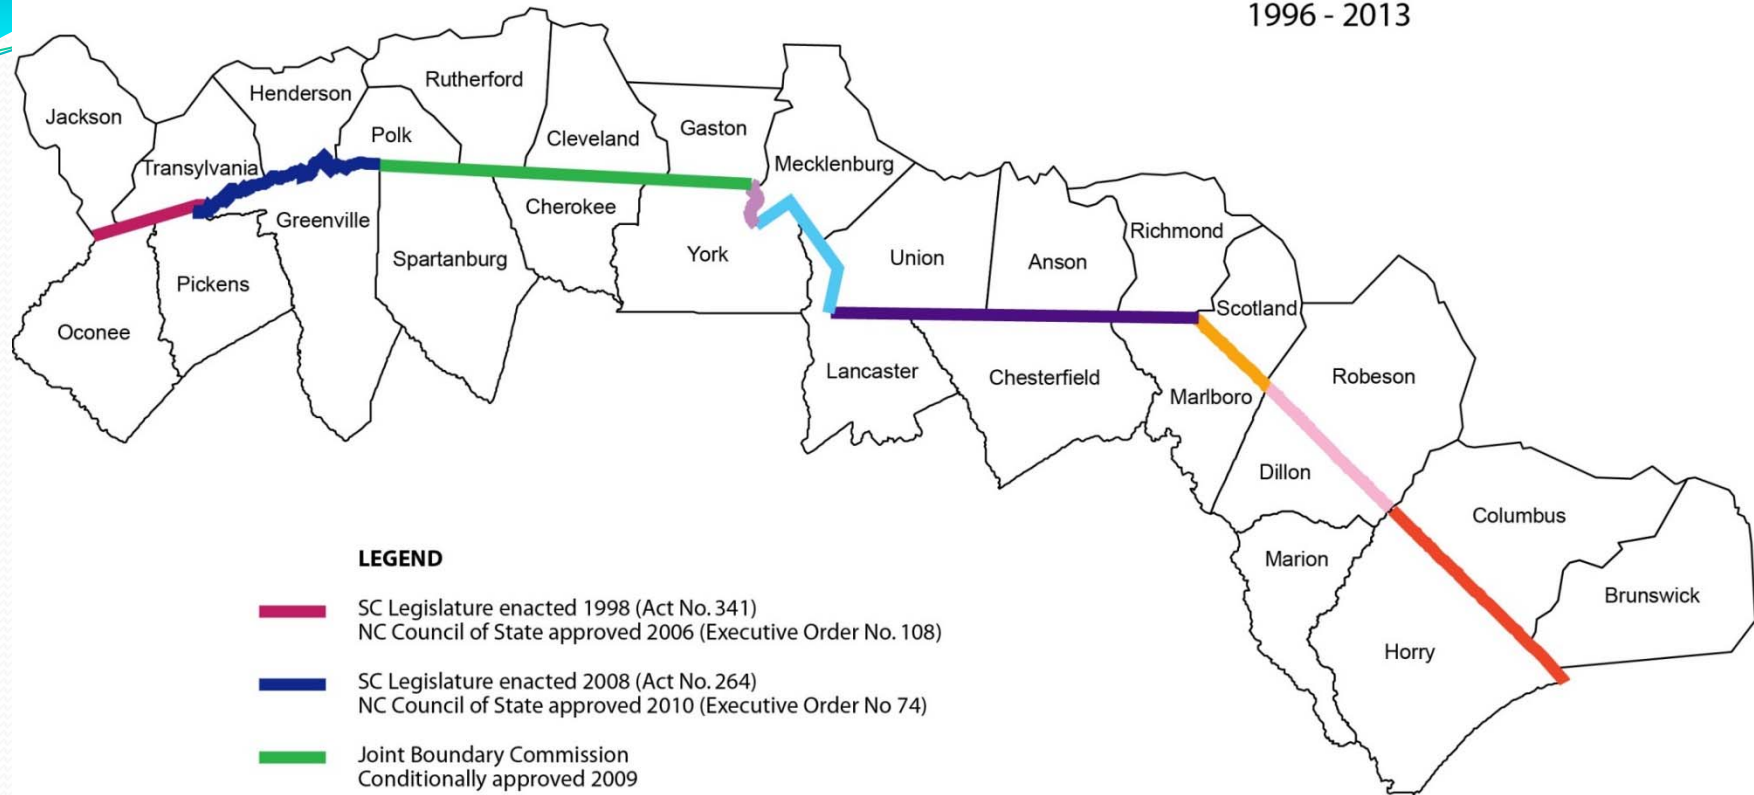 1996 - 2013
Jackson
Transylvania
Henderson
Polk
Rutherford
Cleveland
Gaston
Mecklenburg
Union
Anson
Richmond
Scotland
Robeson
Columbus
Brunswick
Oconee
Pickens
Greenville
Spartanburg
Cherokee
York
Lancaster
Chesterfield
Marlboro
Dillon
Marion
Horry
LEGEND
SC Legislature enacted 1998 (Act No. 341)
NC Council of State approved 2006 (Executive Order No. 108)
SC Legislature enacted 2008 (Act No. 264)
NC Council of State approved 2010 (Executive Order No 74)
Joint Boundary Commission
Conditionally approved 2009